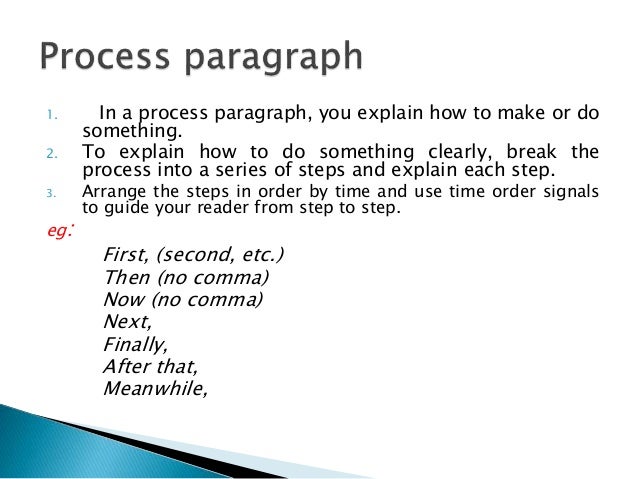 Process paragraph
1. In a process paragraph, you explain how to make or do
something.
2. To explain how to do something clearly, break the
process into a series of steps and explain each step.
3. Arrange the steps in order by time and use time order signals
to guide your reader from step to step.
eg:
First, (second, etc.)
Then (no comma)
Now (no comma)
Next,
Finally,
After that,
Meanwhile,